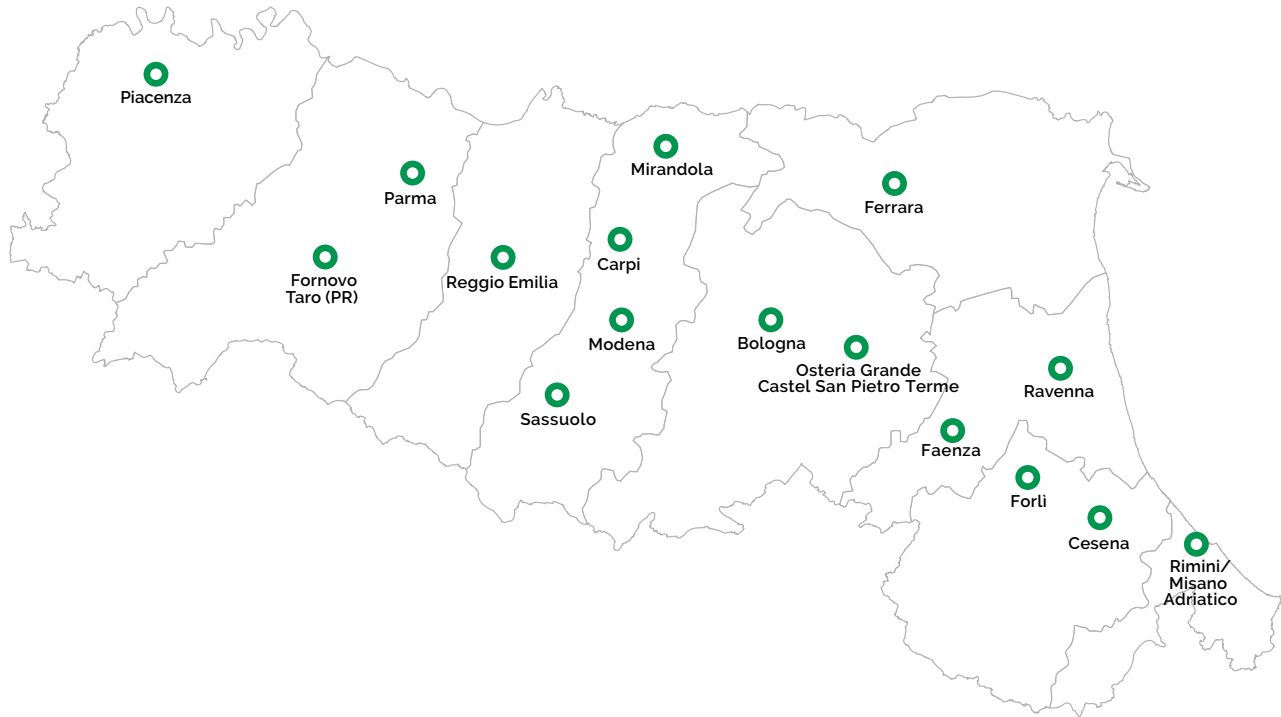 Piacenza
Mirandola
Parma
Ferrara
Carpi
Fornovo
Taro (PR)
Reggio Emilia
Modena
Bologna
Osteria Grande
Castel San Pietro Terme
Ravenna
Sassuolo
Faenza
Forlì
Cesena
Rimini/
Misano
Adriatico